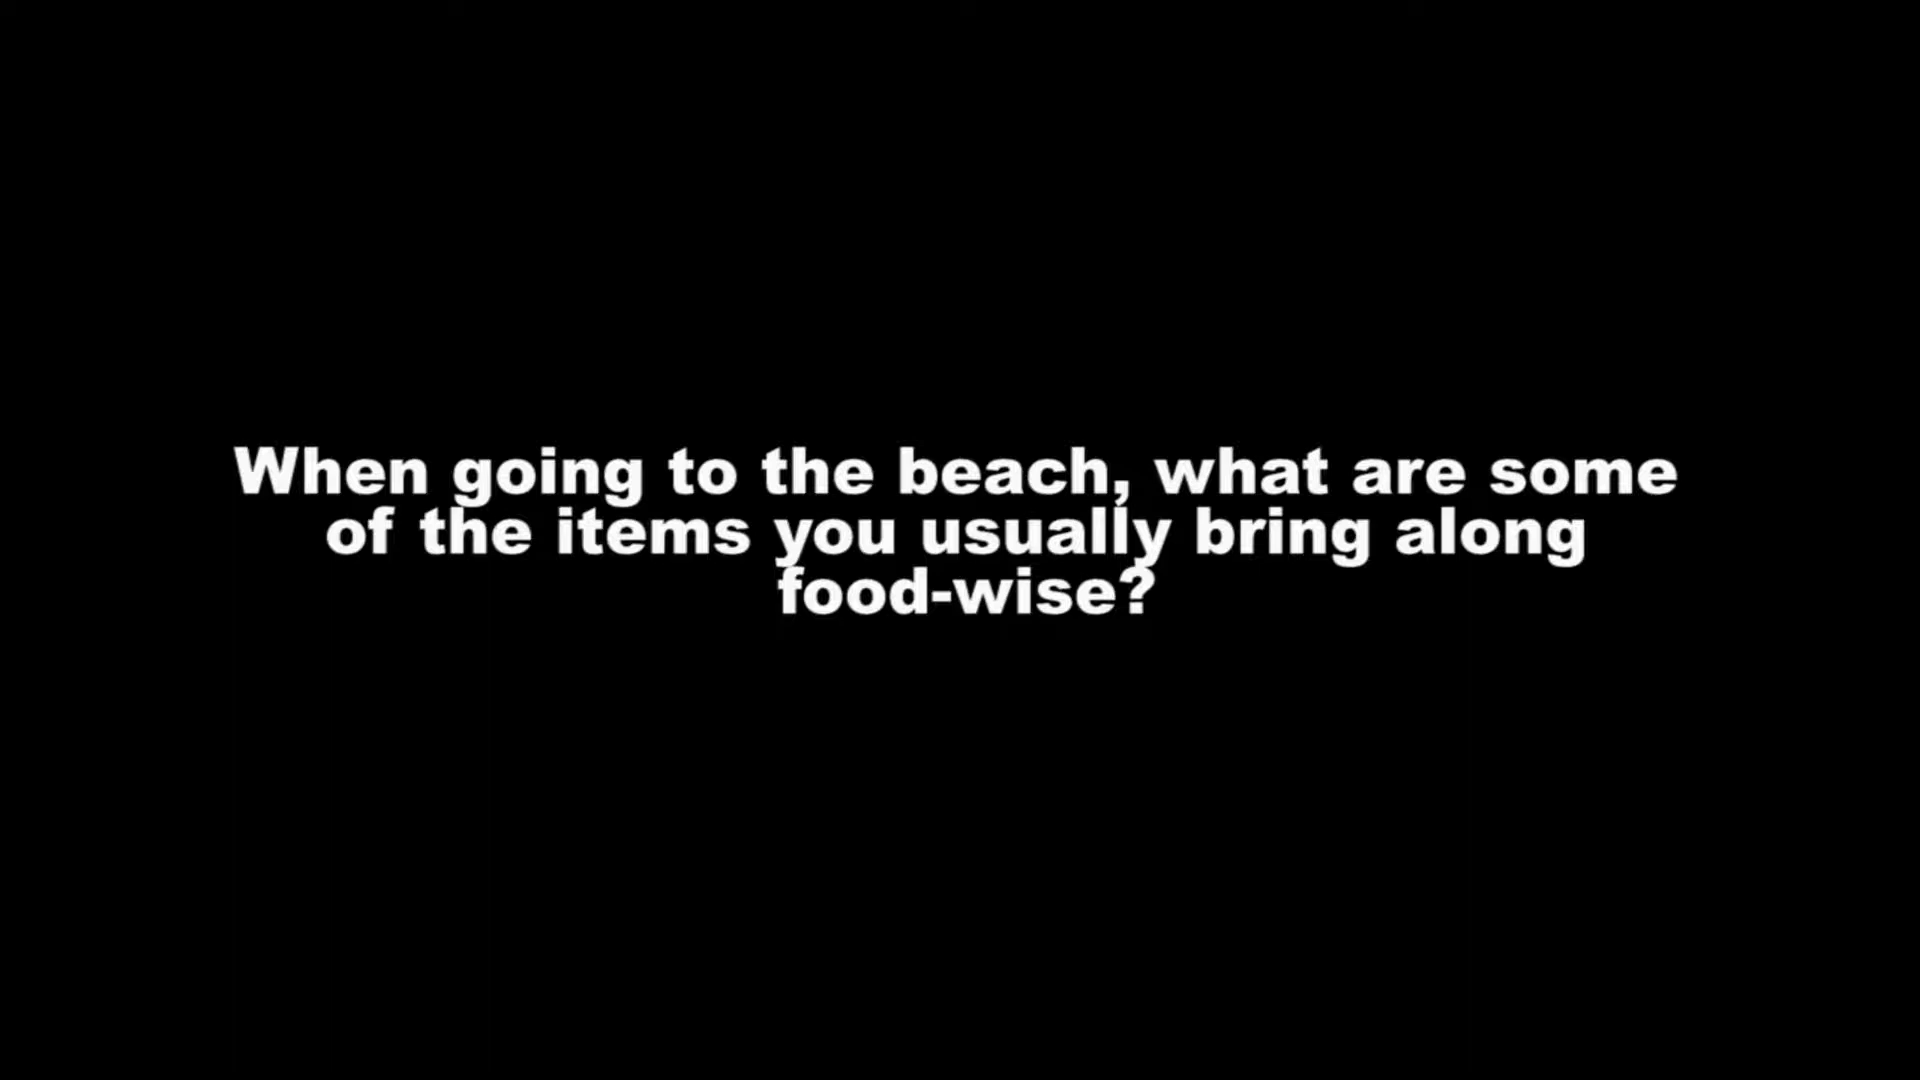 When going to the beach, what are some
of the items you usually bring along
food-wise?